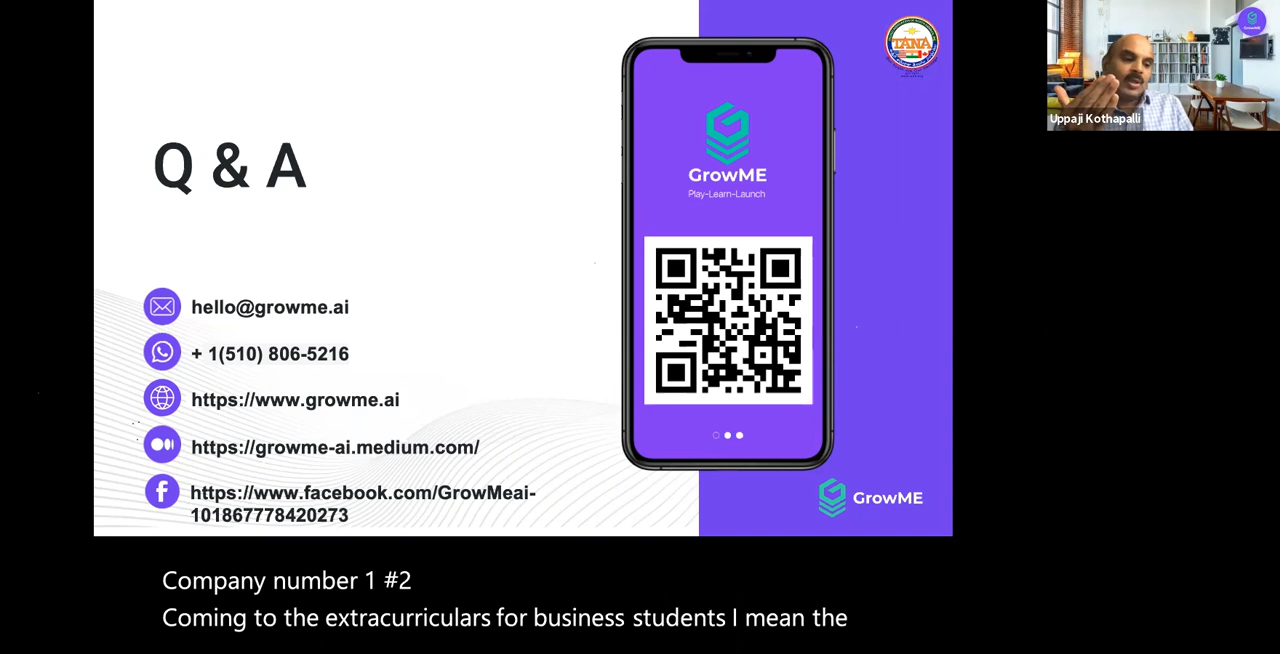 Q & A
hello@growme.ai
+ 1(510) 806-5216
https://www.growme.ai
https://growme-ai.medium.com/
https://www.facebook.com/GrowMeai-
101867778420273
GrowME
Play-Learn-Launch
TANA
GrowME
Uppaji Kothapalli
Company number 1 #2
Coming to the extracurriculars for business students I mean the